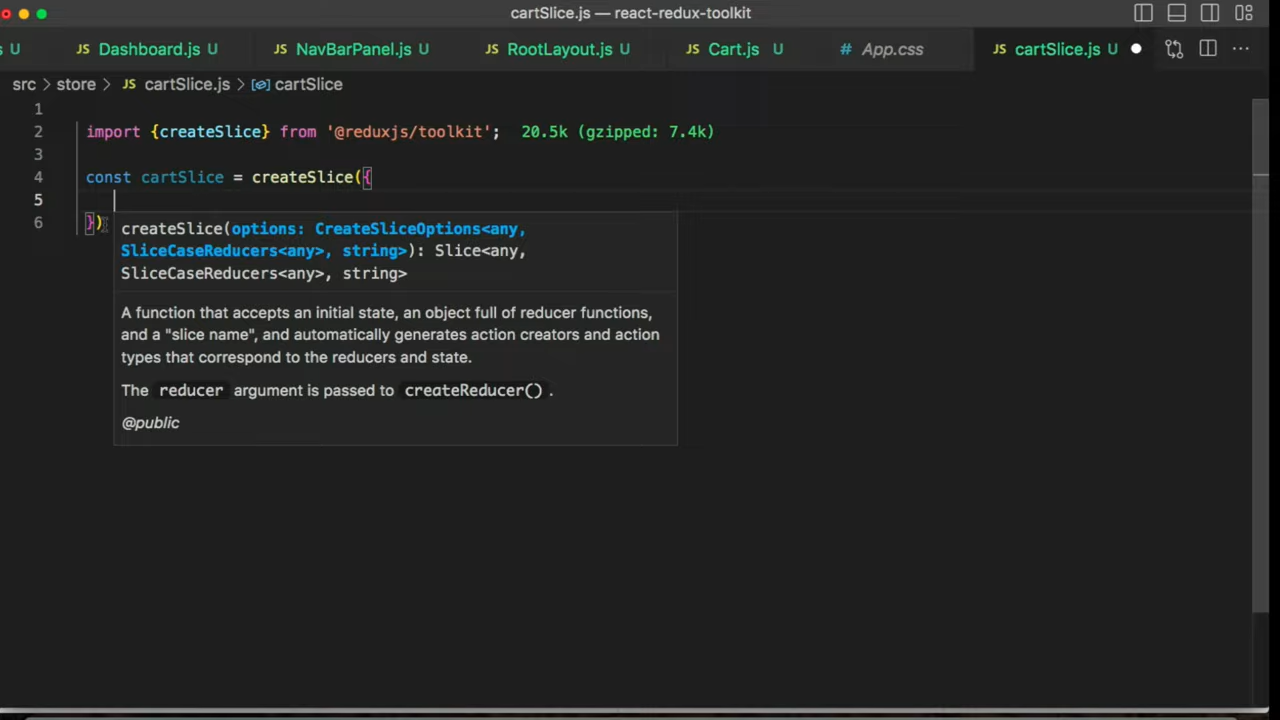 cartSlice.js — react-redux-toolkit
s U JS Dashboard.js U JS NavBarPanel.js U JS RootLayout.js U JS Cart.js U # App.css JS cartSlice.js U
src > store > JS cartSlice.js > cartSlice
1
2 import {createSlice} from '@reduxjs/toolkit'; 20.5k (gzipped: 7.4k)
3
4 const cartSlice = createSlice({
5
6 })
createSlice(options: CreateSliceOptions<any,
SliceCaseReducers<any>, string>): Slice<any,
SliceCaseReducers<any>, string>
A function that accepts an initial state, an object full of reducer functions,
and a "slice name", and automatically generates action creators and action
types that correspond to the reducers and state.
The reducer argument is passed to createReducer() .
@public